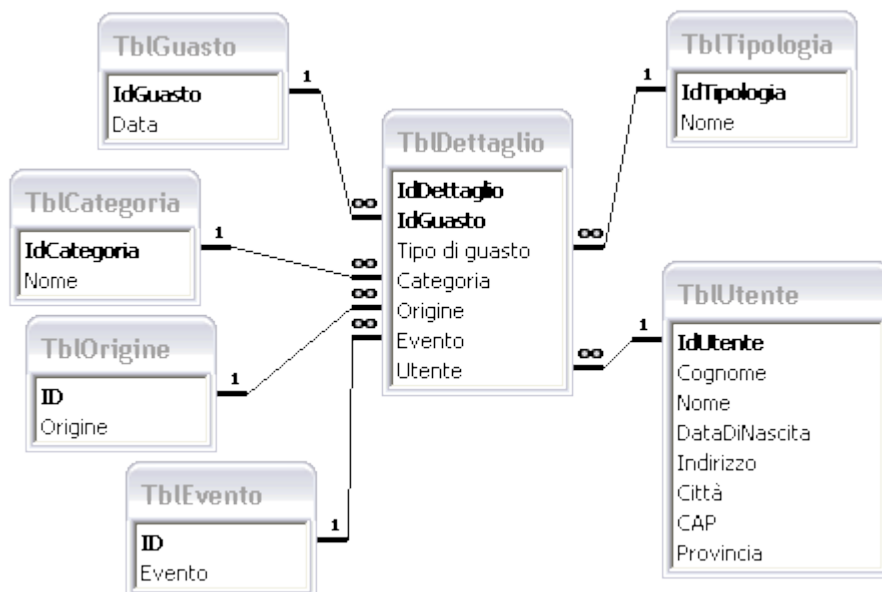 TblGuasto
IdGuasto
Data
1
TblTipologia
IdTipologia
Nome
1
TblDettaglio
IdDettaglio
IdGuasto
Tipo di guasto
Categoria
Origine
Evento
Utente
∞
∞
∞
∞
∞
∞
TblCategoria
IdCategoria
Nome
1
TblOrigine
ID
Origine
1
TblEvento
ID
Evento
1
TblUtente
IdUtente
Cognome
Nome
DataDiNascita
Indirizzo
Città
CAP
Provincia
1